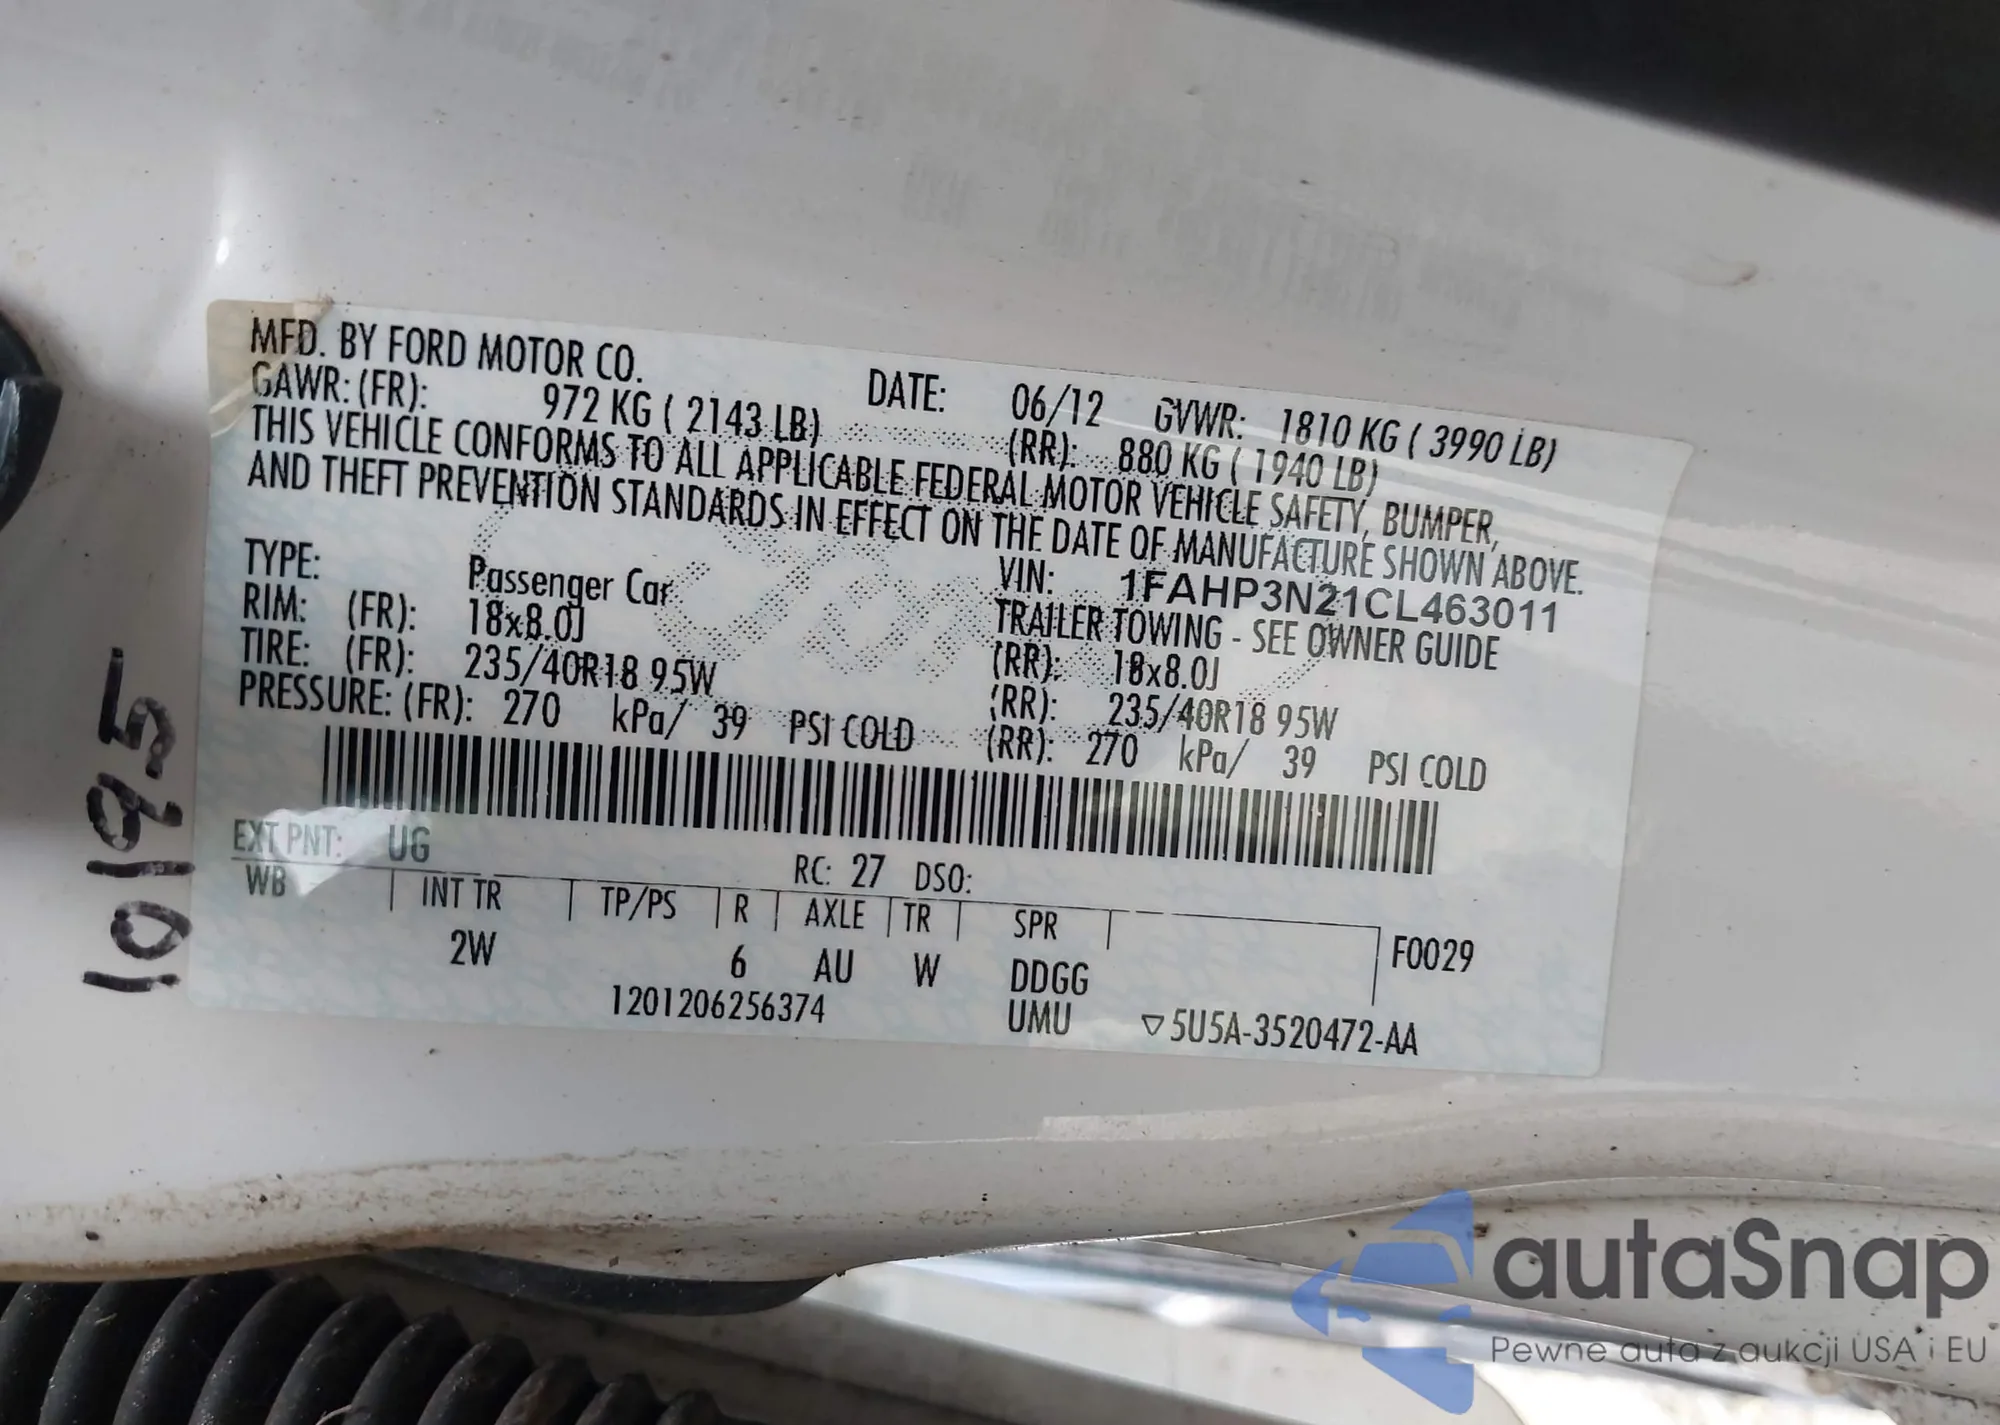 MFD. BY FORD MOTOR CO. DATE: 06/12 GVWR: 1810 KG ( 3990 LB)
GAWR: (FR): 972 KG ( 2143 LB) (RR): 880 KG ( 1940 LB)
THIS VEHICLE CONFORMS TO ALL APPLICABLE FEDERAL MOTOR VEHICLE SAFETY, BUMPER,
AND THEFT PREVENTION STANDARDS IN EFFECT ON THE DATE OF MANUFACTURE SHOWN ABOVE.
VIN: 1FAHP3N21CL463011
TYPE: Passenger Car TRAILER TOWING - SEE OWNER GUIDE
RIM: (FR): 18x8.0J (RR): 18x8.0J
TIRE: (FR): 235/40R18 95W (RR): 235/40R18 95W
PRESSURE: (FR): 270 kPa/ 39 PSI COLD (RR): 270 kPa/ 39 PSI COLD
EXT PNT: UG RC: 27 DSO:
WB INT TR TP/PS R AXLE TR SPR
2W 6 AU W DDGG F0029
1201206256374 UMU ▽5U5A-3520472-AA
10195
autaSnap
Pewne auta z aukcji USA i EU